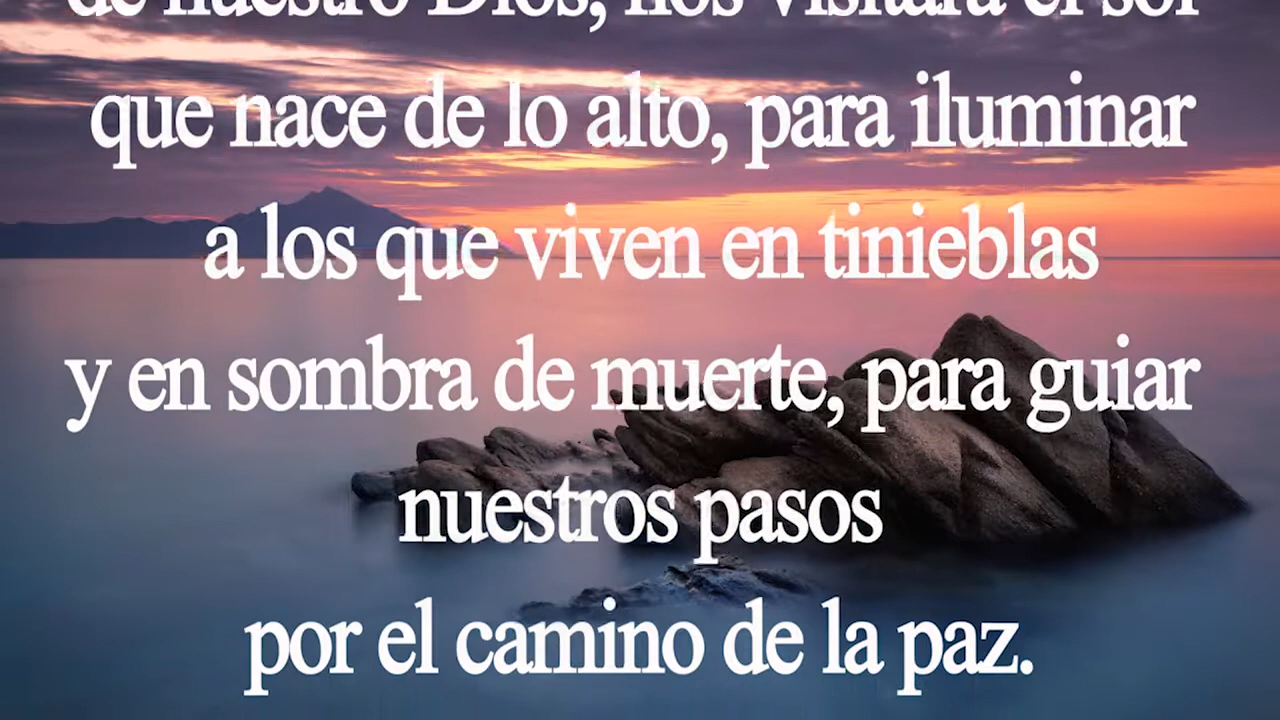 de nuestro Dios, nos visitará el sol
que nace de lo alto, para iluminar
a los que viven en tinieblas
y en sombra de muerte, para guiar
nuestros pasos
por el camino de la paz.